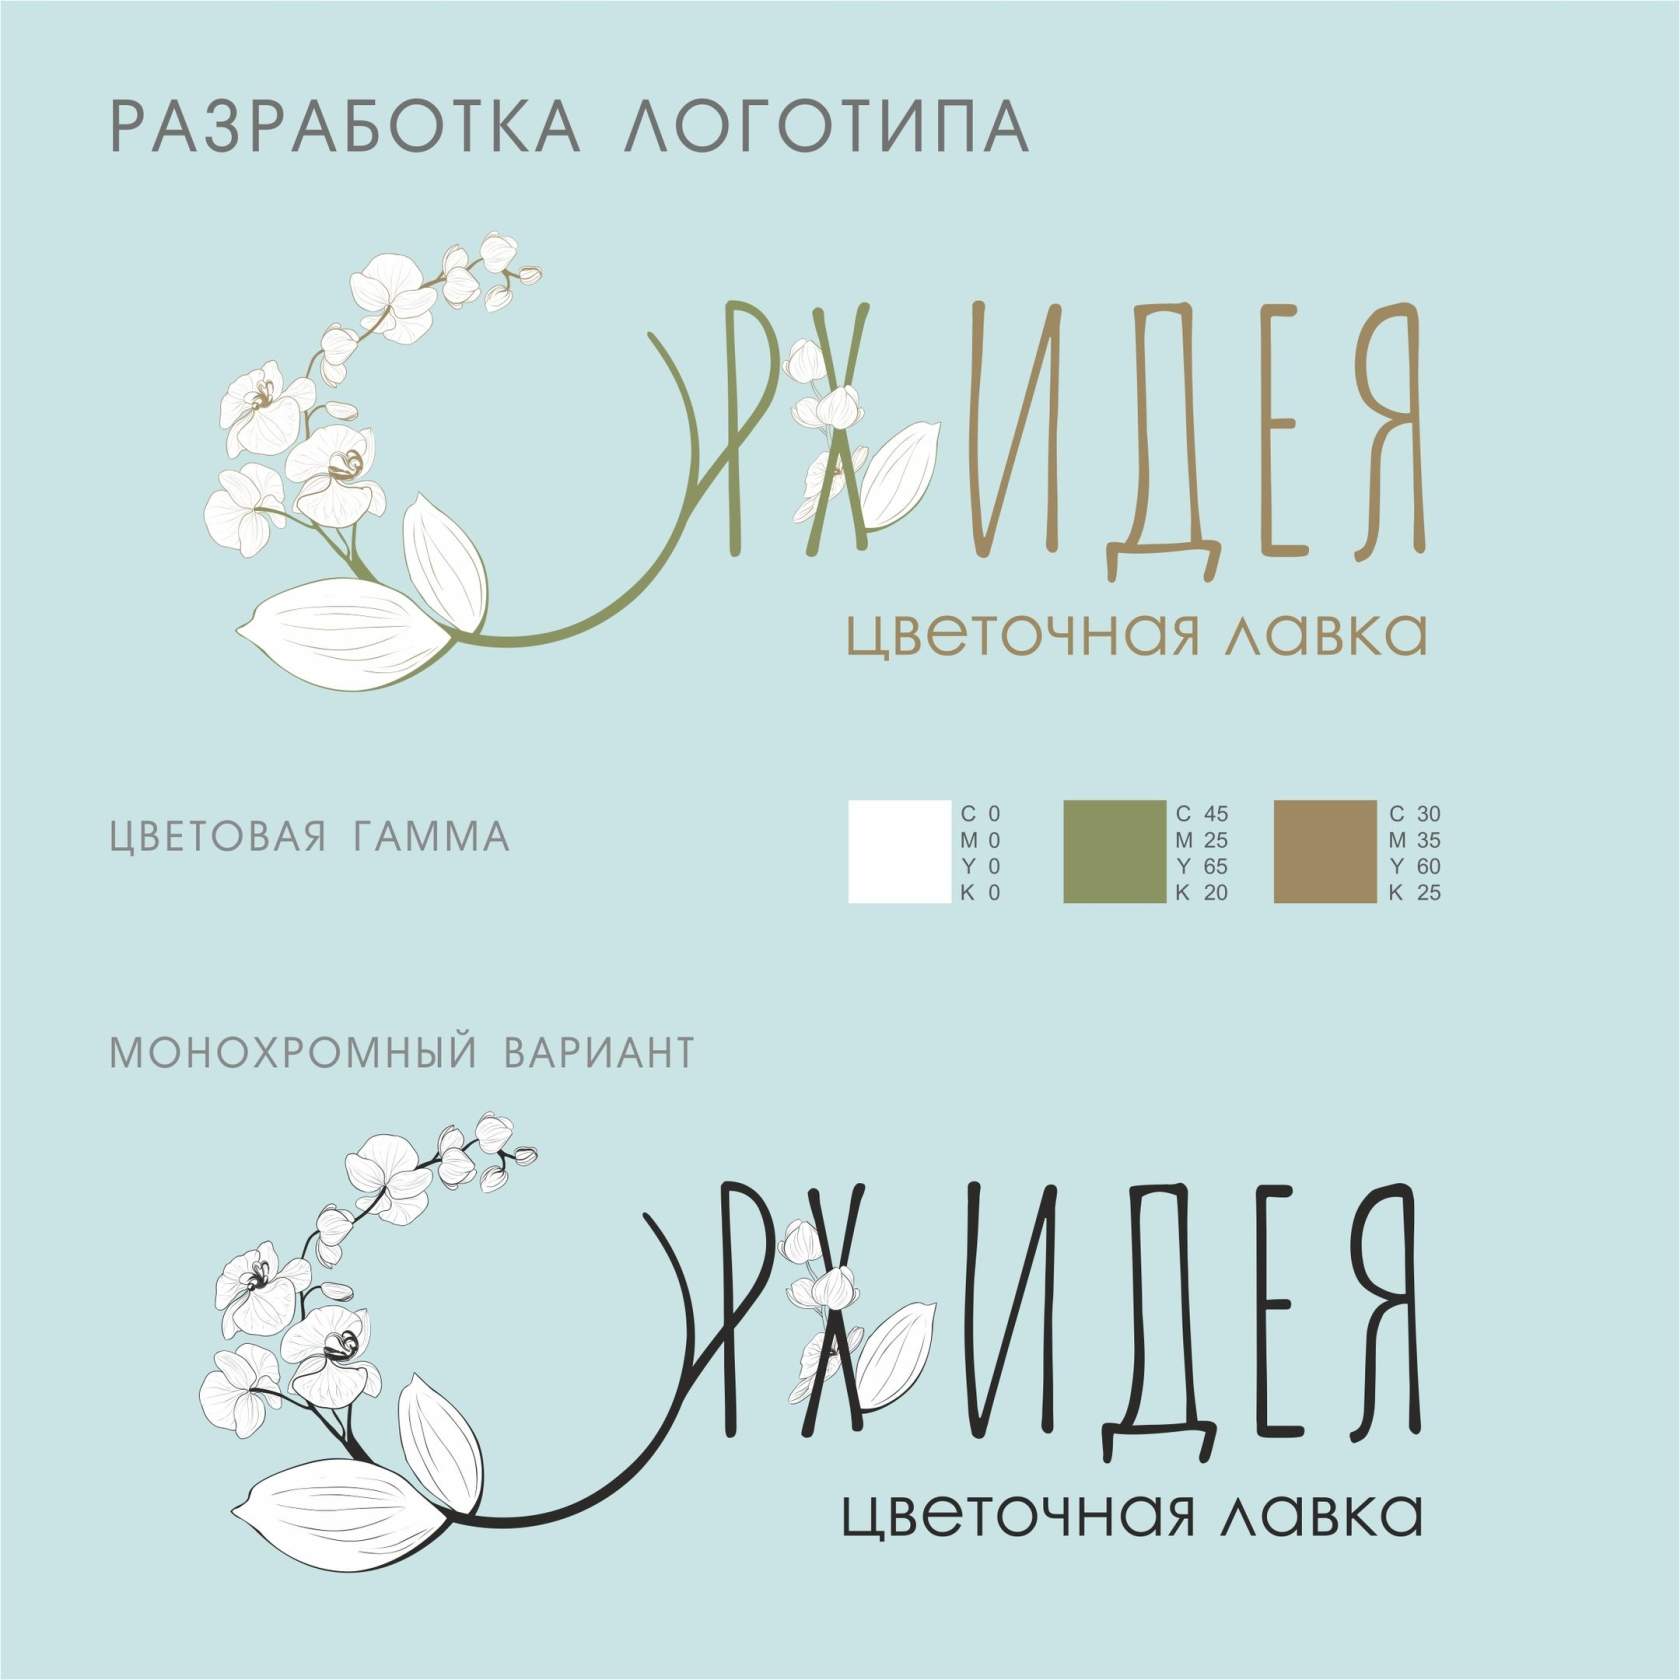 РАЗРАБОТКА ЛОГОТИПА
ОРХИДЕЯ
цветочная лавка
ЦВЕТОВАЯ ГАММА
C 0
M 0
Y 0
K 0
C 45
M 25
Y 65
K 20
C 30
M 35
Y 60
K 25
МОНОХРОМНЫЙ ВАРИАНТ
ОРХИДЕЯ
цветочная лавка